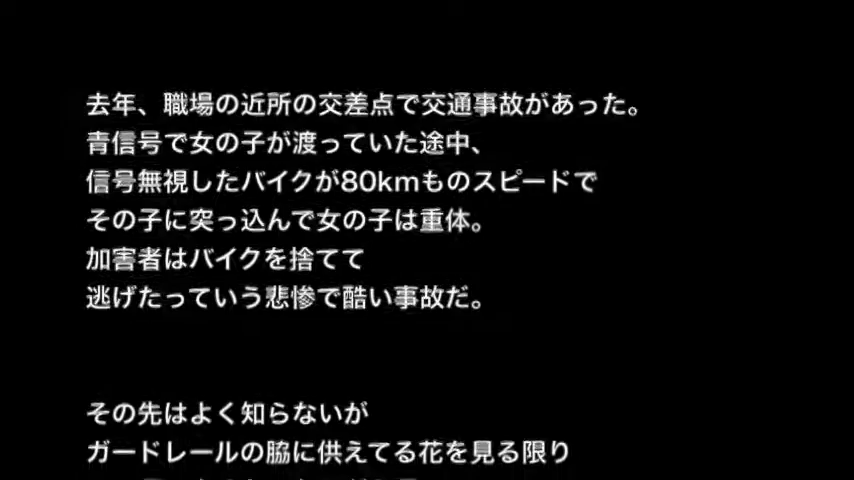 去年、職場の近所の交差点で交通事故があった。
青信号で女の子が渡っていた途中、
信号無視したバイクが80kmものスピードで
その子に突っ込んで女の子は重体。
加害者はバイクを捨てて
逃げたっていう悲惨で酷い事故だ。
その先はよく知らないが
ガードレールの脇に供えてる花を見る限り